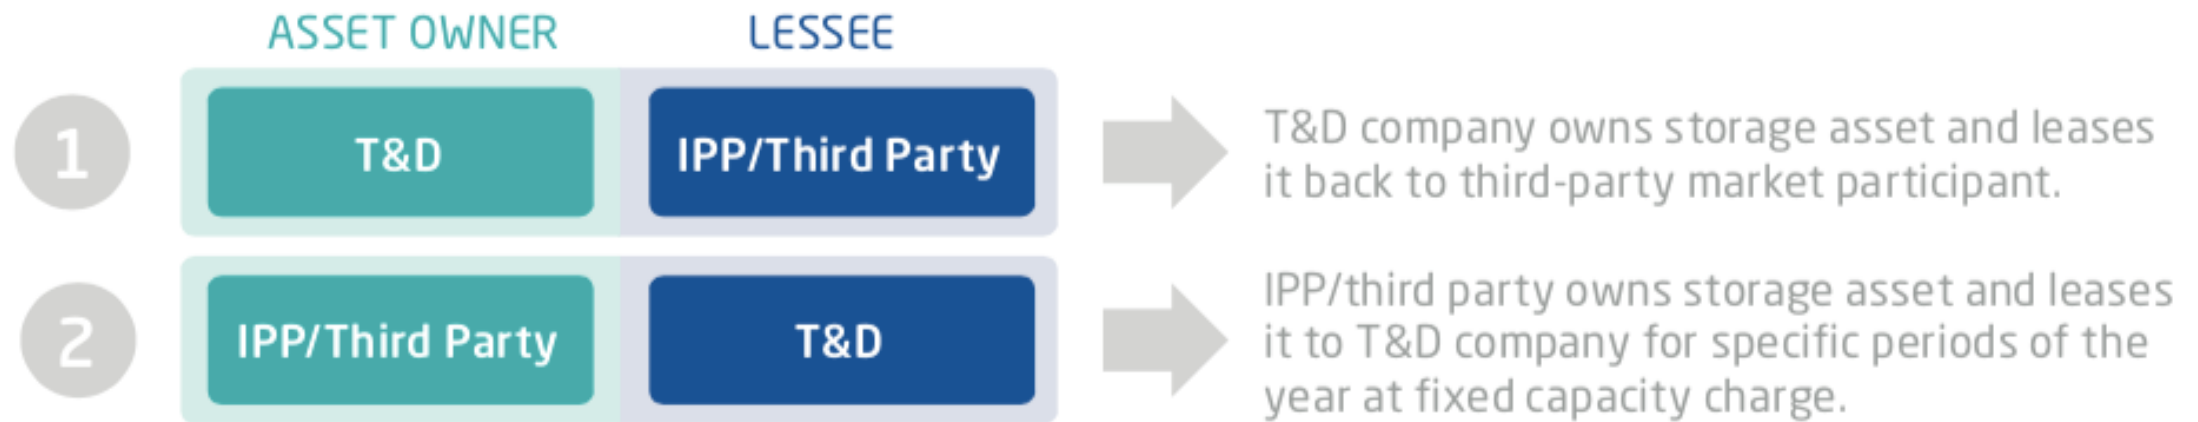 ASSET OWNER
LESSEE
1
T&D
IPP/Third Party
T&D company owns storage asset and leases
it back to third-party market participant.
2
IPP/Third Party
T&D
IPP/third party owns storage asset and leases
it to T&D company for specific periods of the
year at fixed capacity charge.